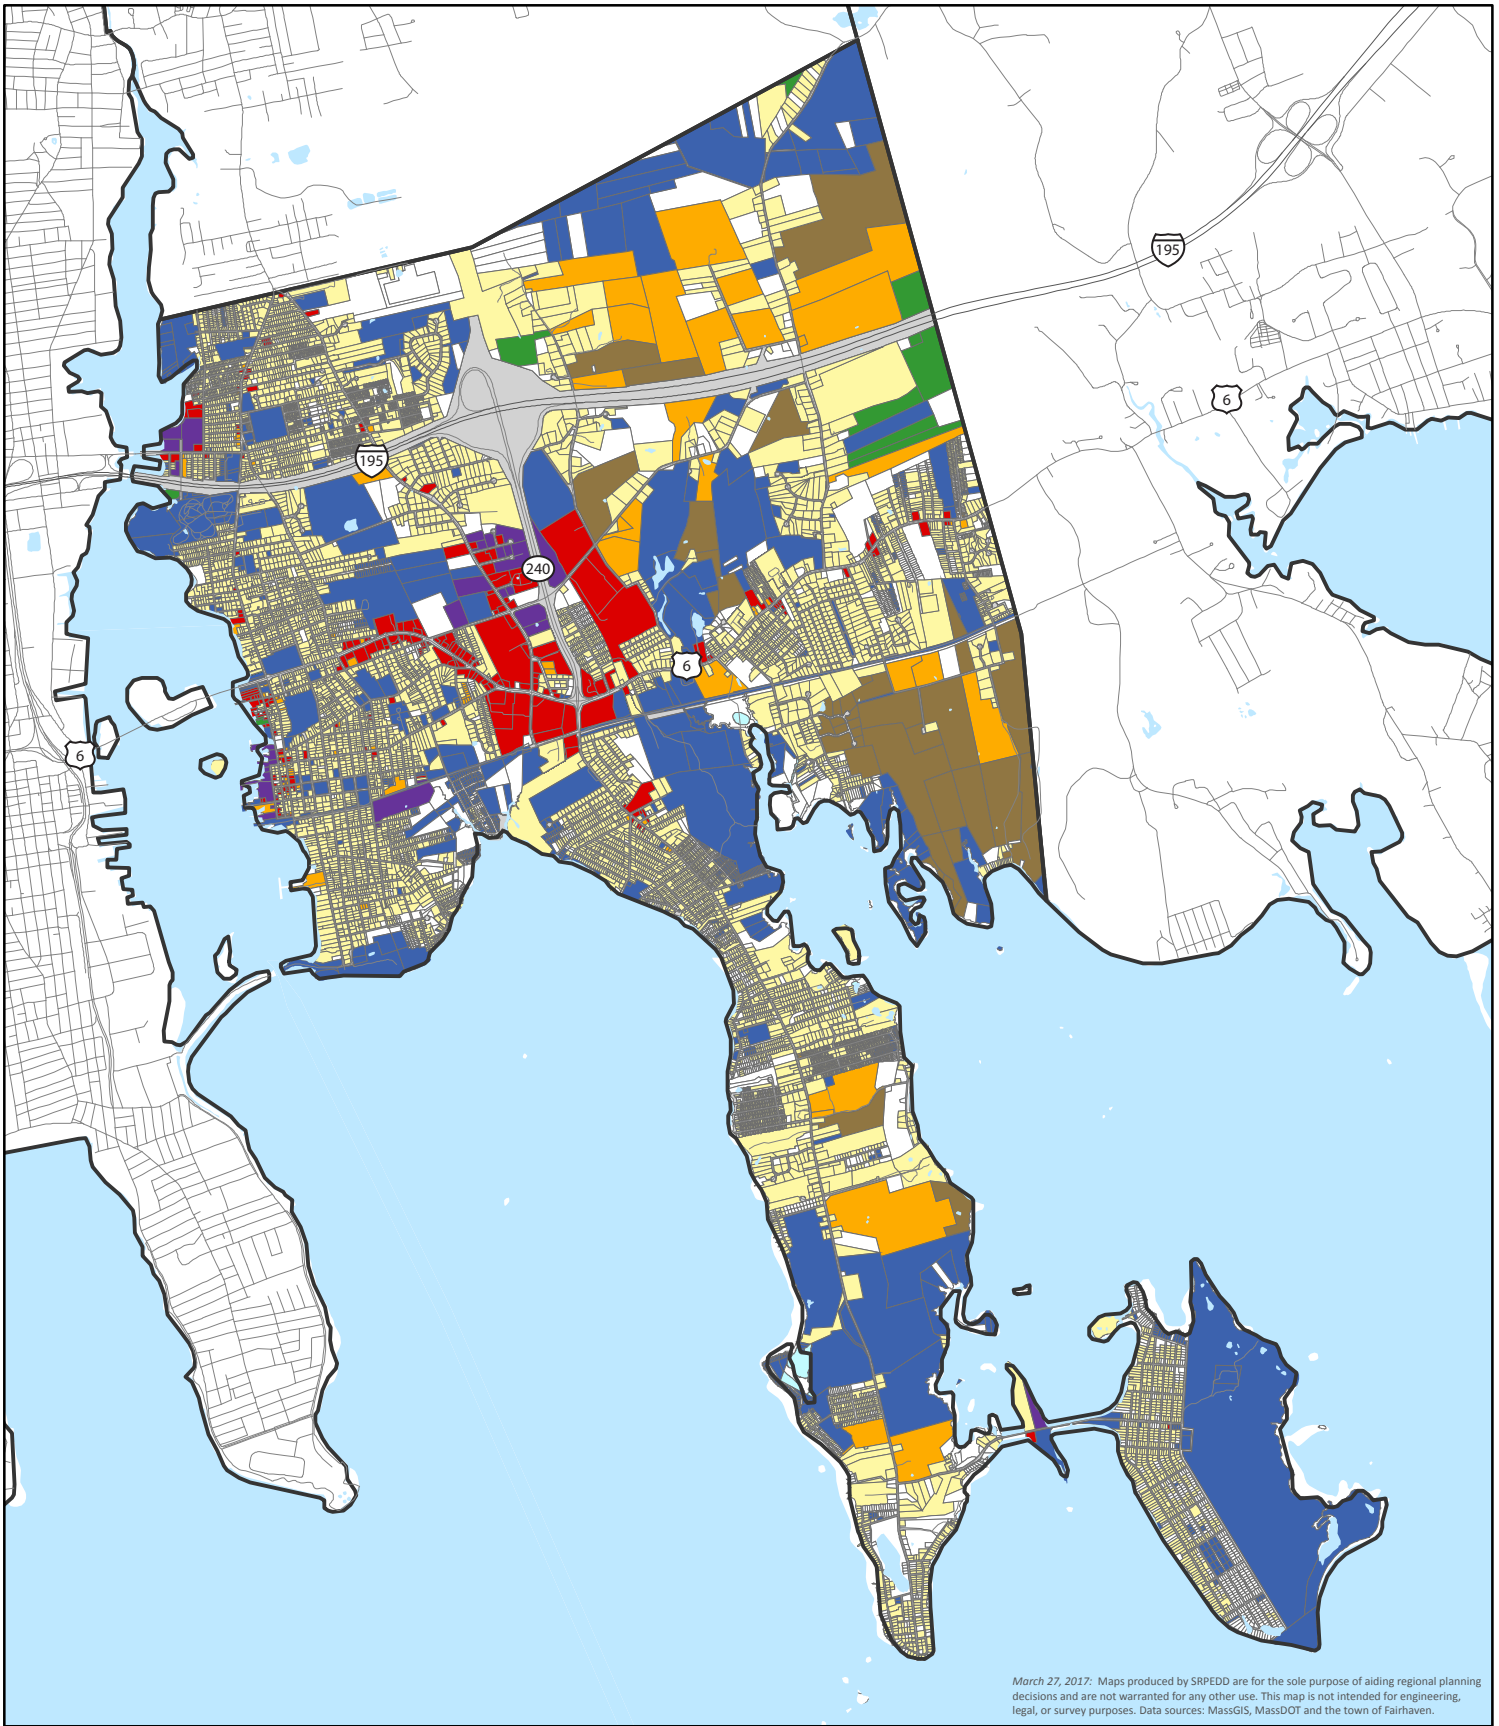 195
6
195
240
6
6
March 27, 2017: Maps produced by SRPEDD are for the sole purpose of aiding regional planning
decisions and are not warranted for any other use. This map is not intended for engineering,
legal, or survey purposes. Data sources: MassGIS, MassDOT and the town of Fairhaven.